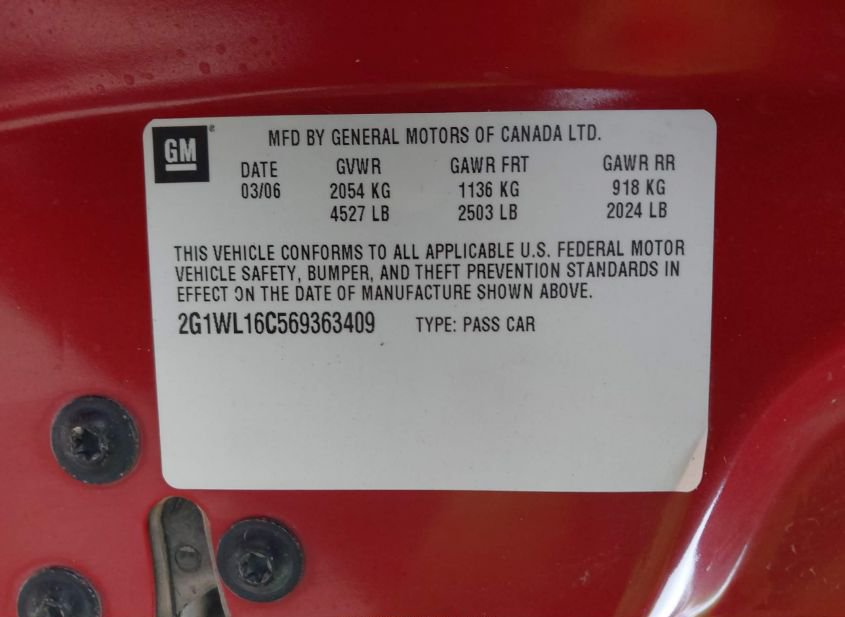 GM
MFD BY GENERAL MOTORS OF CANADA LTD.
DATE GVWR GAWR FRT GAWR RR
03/06 2054 KG 1136 KG 918 KG
4527 LB 2503 LB 2024 LB
THIS VEHICLE CONFORMS TO ALL APPLICABLE U.S. FEDERAL MOTOR
VEHICLE SAFETY, BUMPER, AND THEFT PREVENTION STANDARDS IN
EFFECT ON THE DATE OF MANUFACTURE SHOWN ABOVE.
2G1WL16C569363409 TYPE: PASS CAR